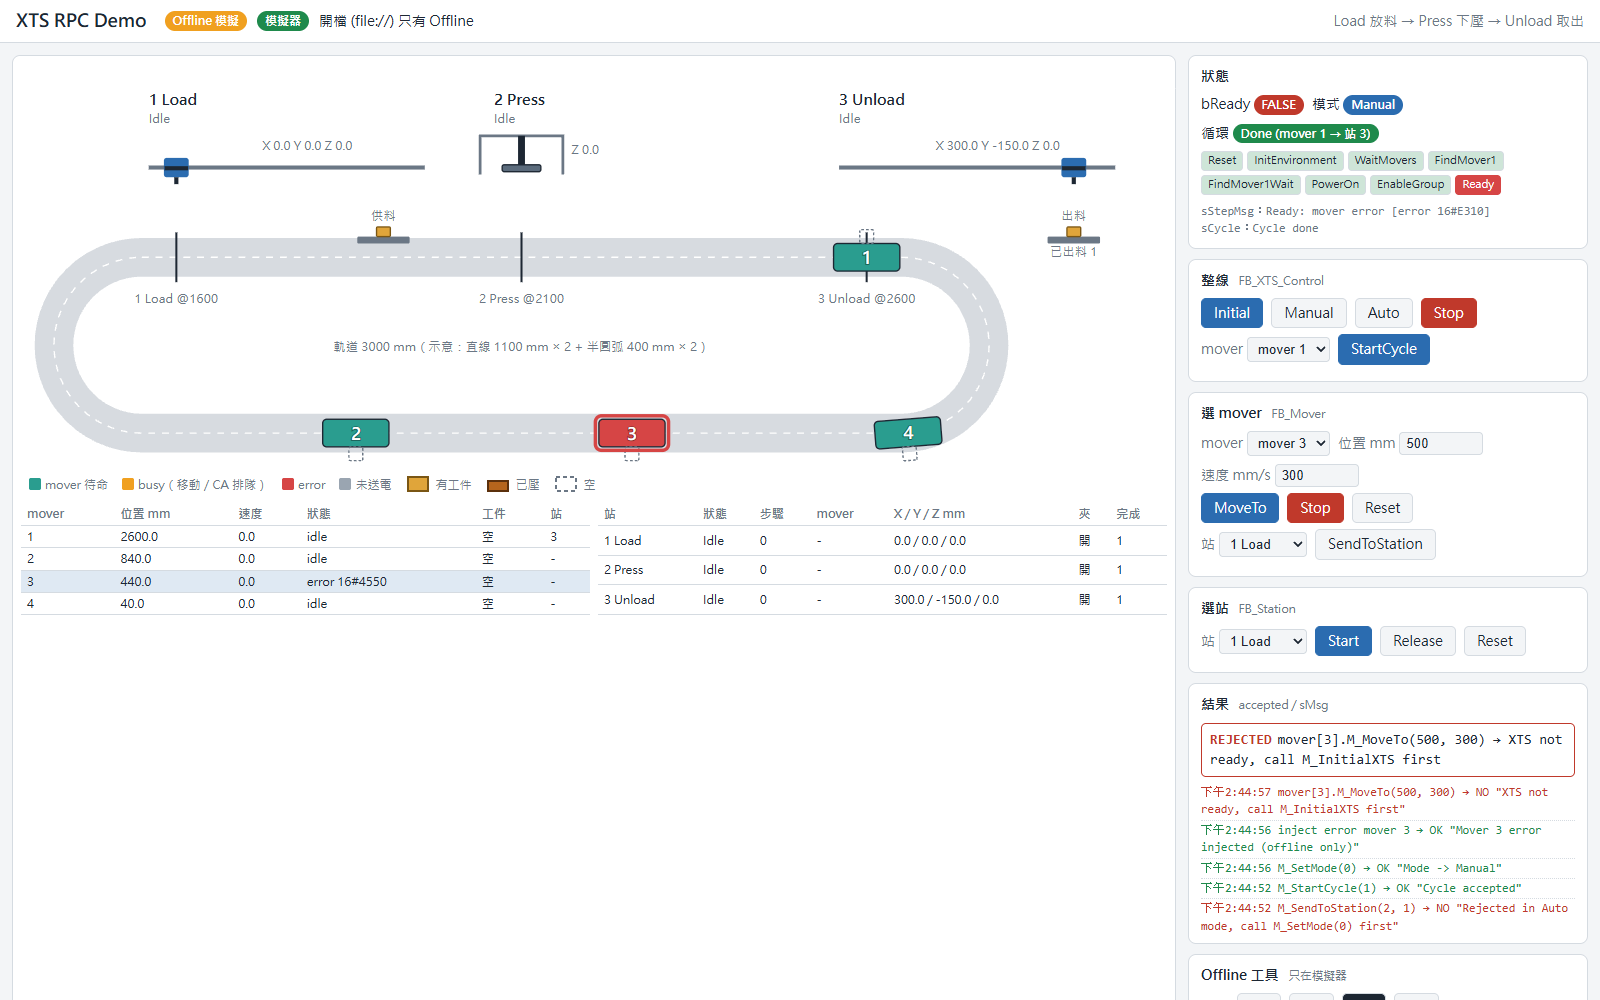 XTS RPC Demo Offline 模擬 模擬器 開檔 (file://) 只有 Offline
Load 放料 → Press 下壓 → Unload 取出
1 Load
Idle
X 0.0 Y 0.0 Z 0.0
2 Press
Idle
Z 0.0
3 Unload
Idle
X 300.0 Y -150.0 Z 0.0
供料
出料
已出料 1
1
1 Load @1600
2 Press @2100
3 Unload @2600
軌道 3000 mm ( 示意 : 直線 1100 mm × 2 + 半圓弧 400 mm × 2 )
2
3
4
mover 待命 busy ( 移動 / CA 排隊 ) error 未送電 有工件 已壓 空
mover 位置 mm 速度 狀態 工件 站
1 2600.0 0.0 idle 空 3
2 840.0 0.0 idle 空 -
3 440.0 0.0 error 16#4550 空 -
4 40.0 0.0 idle 空 -
站 狀態 步驟 mover X / Y / Z mm 夾 完成
1 Load Idle 0 - 0.0 / 0.0 / 0.0 開 1
2 Press Idle 0 - 0.0 / 0.0 / 0.0 開 1
3 Unload Idle 0 - 300.0 / -150.0 / 0.0 開 1
狀態
bReady FALSE 模式 Manual
循環 Done (mover 1 → 站 3)
Reset InitEnvironment WaitMovers FindMover1
FindMover1Wait PowerOn EnableGroup Ready
sStepMsg：Ready: mover error [error 16#E310]
sCycle：Cycle done
整線 FB_XTS_Control
Initial Manual Auto Stop
mover mover 1 StartCycle
選 mover FB_Mover
mover mover 3 位置 mm 500
速度 mm/s 300
MoveTo Stop Reset
站 1 Load SendToStation
選站 FB_Station
站 1 Load Start Release Reset
結果 accepted / sMsg
REJECTED mover[3].M_MoveTo(500, 300) → XTS not
ready, call M_InitialXTS first
下午2:44:57 mover[3].M_MoveTo(500, 300) → NO "XTS not
ready, call M_InitialXTS first"
下午2:44:56 inject error mover 3 → OK "Mover 3 error
injected (offline only)"
下午2:44:56 M_SetMode(0) → OK "Mode -> Manual"
下午2:44:52 M_StartCycle(1) → OK "Cycle accepted"
下午2:44:52 M_SendToStation(2, 1) → NO "Rejected in Auto
mode, call M_SetMode(0) first"
Offline 工具 只在模擬器